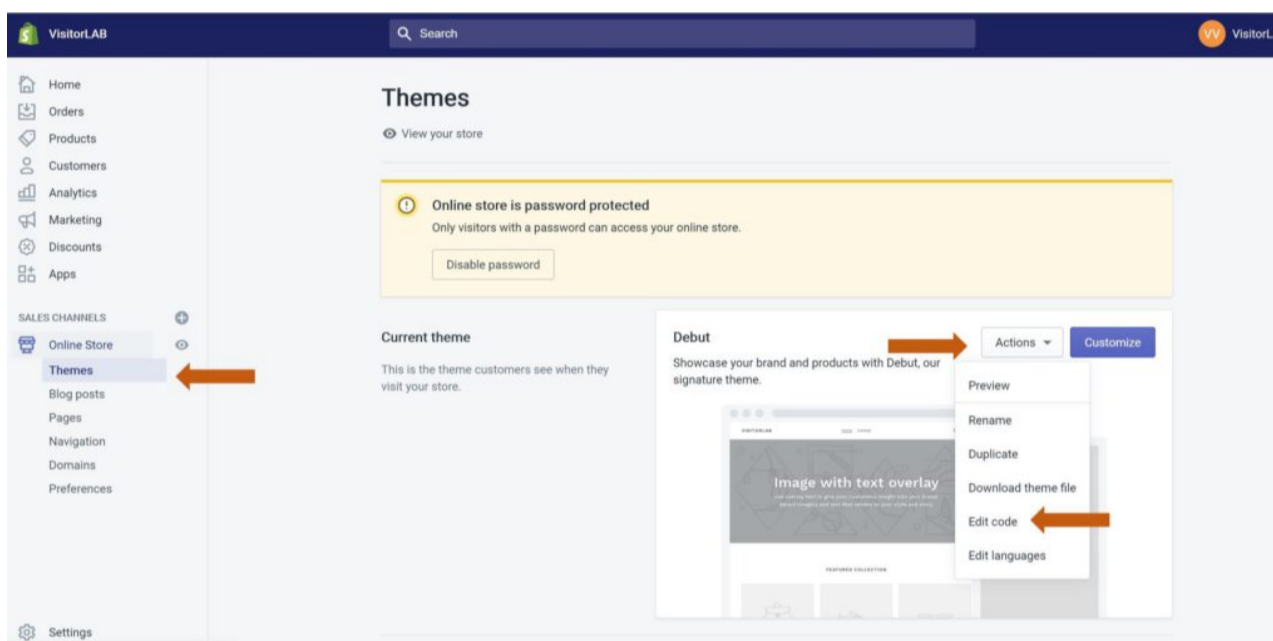 VisitorLAB
Search
VV VisitorL
Home
Orders
Products
Customers
Analytics
Marketing
Discounts
Apps
SALES CHANNELS
Online Store
Themes
Blog posts
Pages
Navigation
Domains
Preferences
Settings
Themes
View your store
Online store is password protected
Only visitors with a password can access your online store.
Disable password
Current theme
This is the theme customers see when they
visit your store.
Debut
Showcase your brand and products with Debut, our
signature theme.
Actions
Customize
Preview
Rename
Duplicate
Download theme file
Edit code
Edit languages
VISITORLAB
Image with text overlay
FEATURED COLLECTION